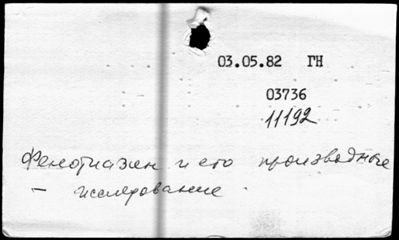 03.05.82 ГН
03736
11192
Фенотиазин и его производные
- исследование.